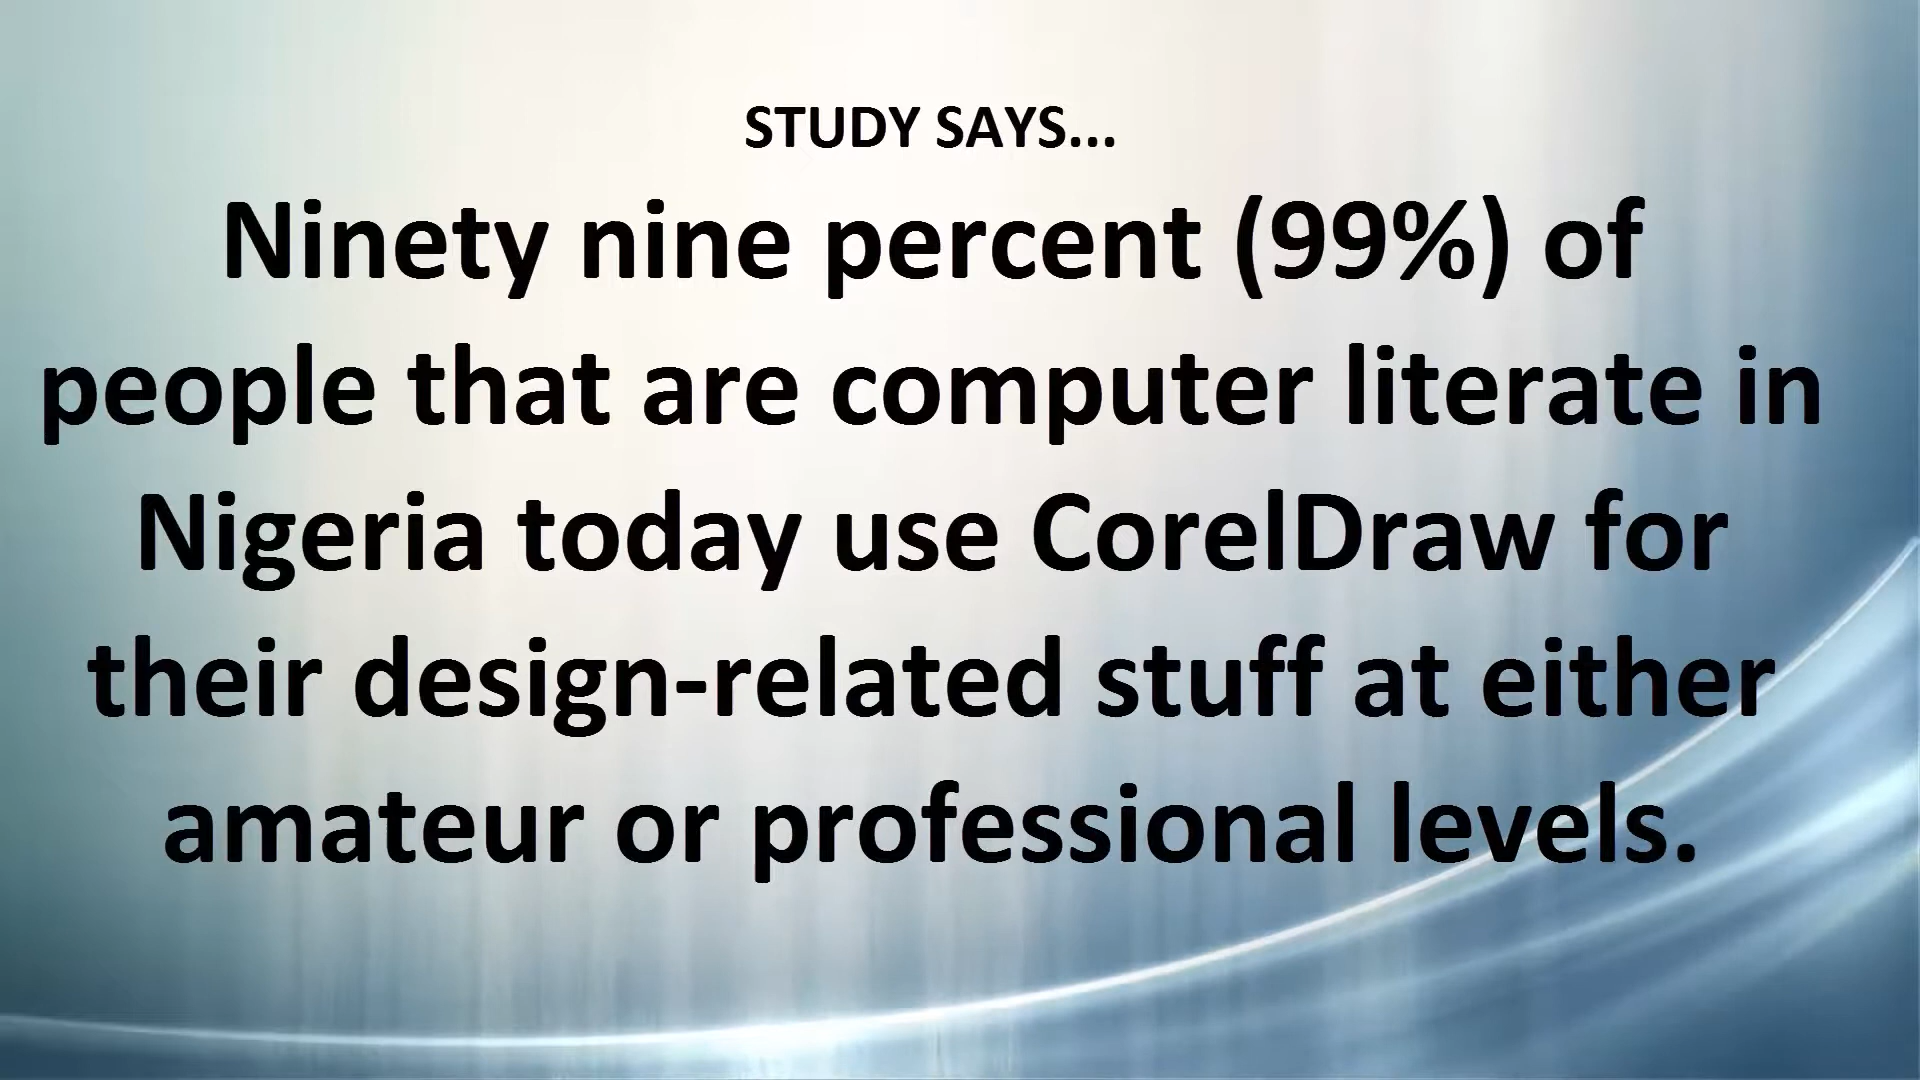 STUDY SAYS...
Ninety nine percent (99%) of
people that are computer literate in
Nigeria today use CorelDraw for
their design-related stuff at either
amateur or professional levels.